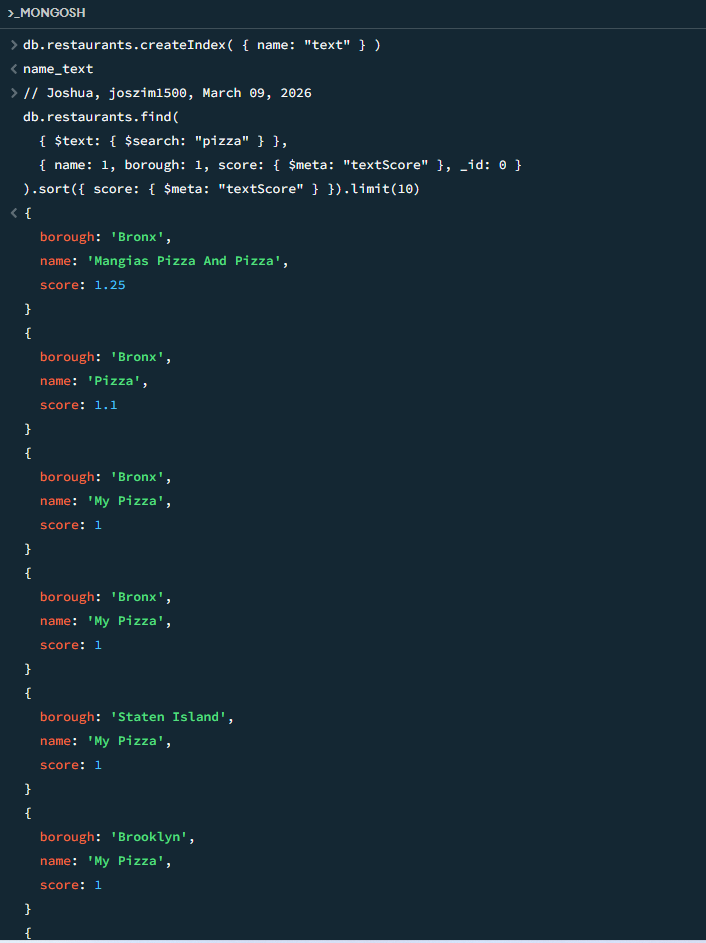 >_MONGOSH
> db.restaurants.createIndex( { name: "text" } )
< name_text
> // Joshua, joszim1500, March 09, 2026
db.restaurants.find(
  { $text: { $search: "pizza" } },
  { name: 1, borough: 1, score: { $meta: "textScore" }, _id: 0 }
).sort({ score: { $meta: "textScore" } }).limit(10)
< {
  borough: 'Bronx',
  name: 'Mangias Pizza And Pizza',
  score: 1.25
}
{
  borough: 'Bronx',
  name: 'Pizza',
  score: 1.1
}
{
  borough: 'Bronx',
  name: 'My Pizza',
  score: 1
}
{
  borough: 'Bronx',
  name: 'My Pizza',
  score: 1
}
{
  borough: 'Staten Island',
  name: 'My Pizza',
  score: 1
}
{
  borough: 'Brooklyn',
  name: 'My Pizza',
  score: 1
}
{